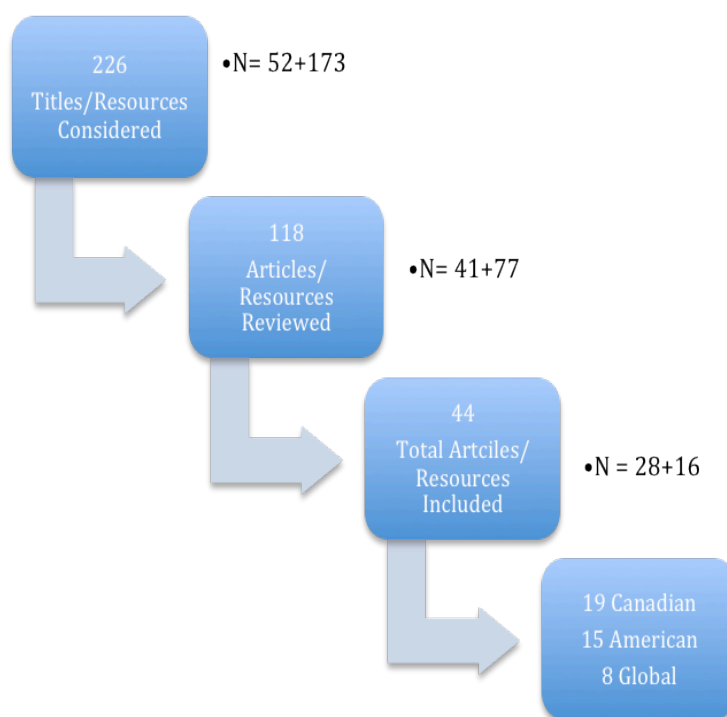 226
Titles/Resources
Considered
•N= 52+173
118
Articles/
Resources
Reviewed
•N= 41+77
44
Total Artciles/
Resources
Included
•N = 28+16
19 Canadian
15 American
8 Global